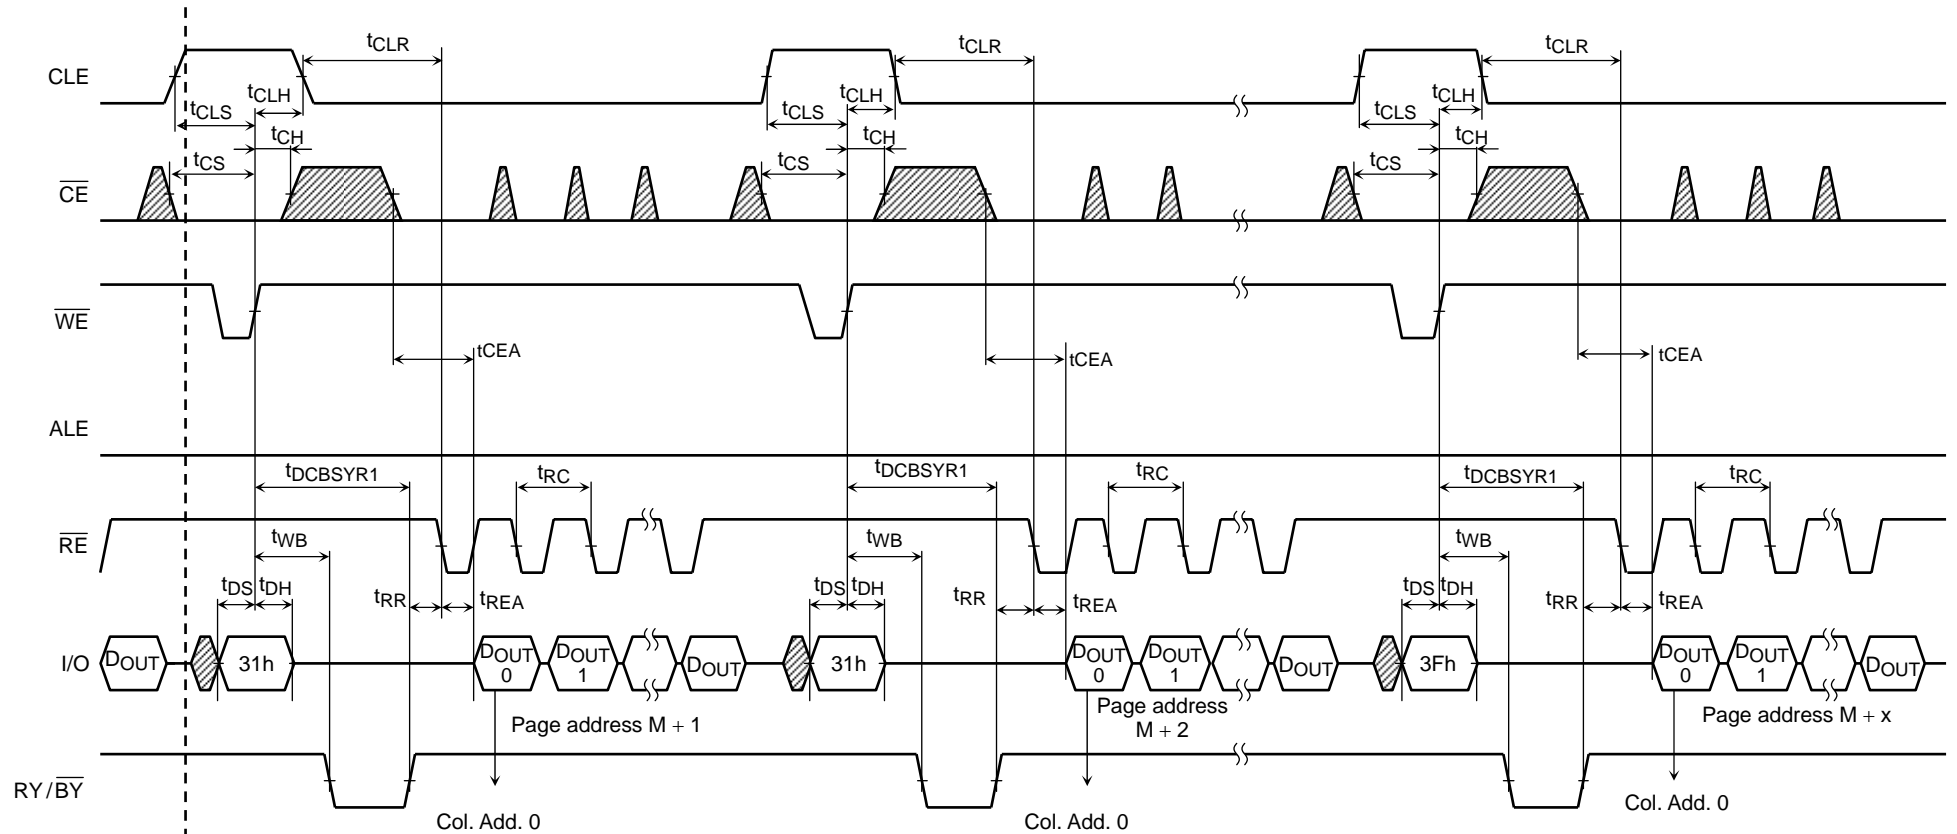 tCLR tCLR tCLR
CLE
tCLH tCLH tCLH
tCLS tCLS tCLS
tCH tCH tCH
tCS tCS tCS
CE
WE
tCEA tCEA tCEA
ALE
tDCBSYR1 tDCBSYR1 tDCBSYR1
tRC tRC tRC
RE
tWB tWB tWB
tDS tDH tDS tDH tDS tDH
tRR tREA tRR tREA tRR tREA
I/O DOUT 31h DOUT 0 DOUT 1 DOUT 31h DOUT 0 DOUT 1 DOUT 3Fh DOUT 0 DOUT 1 DOUT
Page address M + 1
Page address
M + 2
Page address M + x
RY/BY
Col. Add. 0 Col. Add. 0 Col. Add. 0